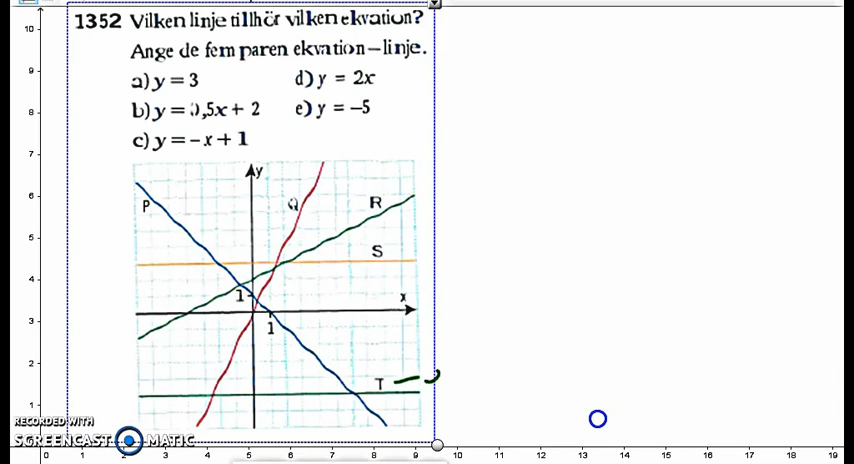 1352 Vilken linje tillhör vilken ekvation?
Ange de fem paren ekvation–linje.
a) y = 3 d) y = 2x
b) y = 0,5x + 2 e) y = –5
c) y = –x + 1
y
P Q R
S
1 x
1
T
10
9
8
7
6
5
4
3
2
1
RECORDED WITH
SCREENCAST MATIC
0 1 2 3 4 5 6 7 8 9 10 11 12 13 14 15 16 17 18 19